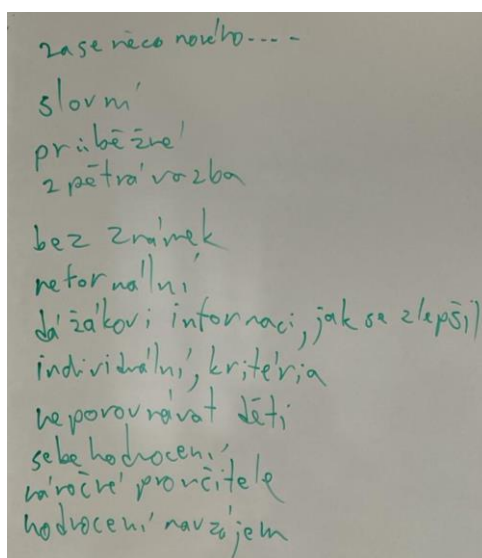 zase něco nového....
slovní
průběžné
zpětná vazba
bez známek
neformální
dá žákovi informaci, jak se zlepšil
individuální, kritéria
neporovnávat děti
sebehodnocení
náročné pro učitele
hodnocení navzájem